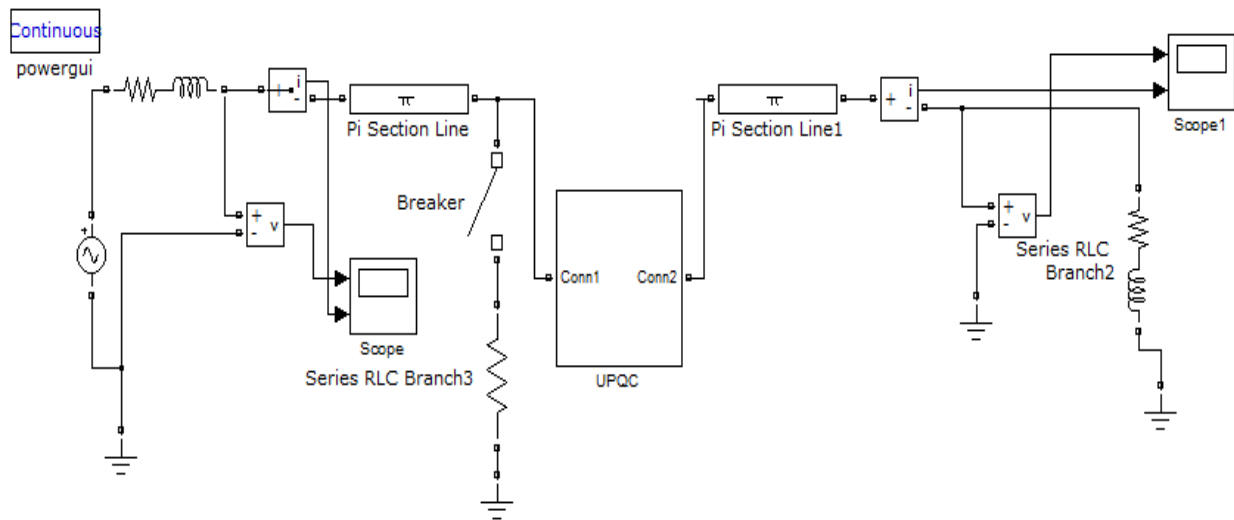 Continuous
powergui
+
i
-
π
Pi Section Line
Breaker
+
-
v
+
Scope
Series RLC Branch3
Conn1
Conn2
UPQC
π
Pi Section Line1
+
i
-
Scope1
+
-
v
Series RLC
Branch2